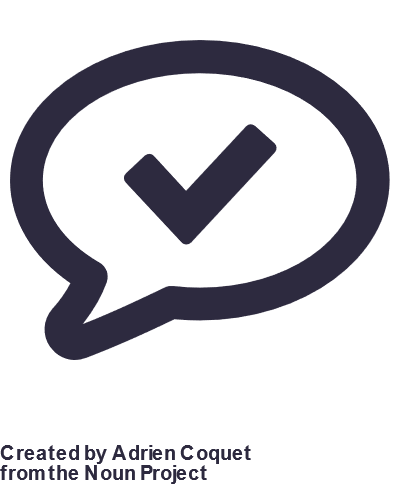 Created by Adrien Coquet
from the Noun Project